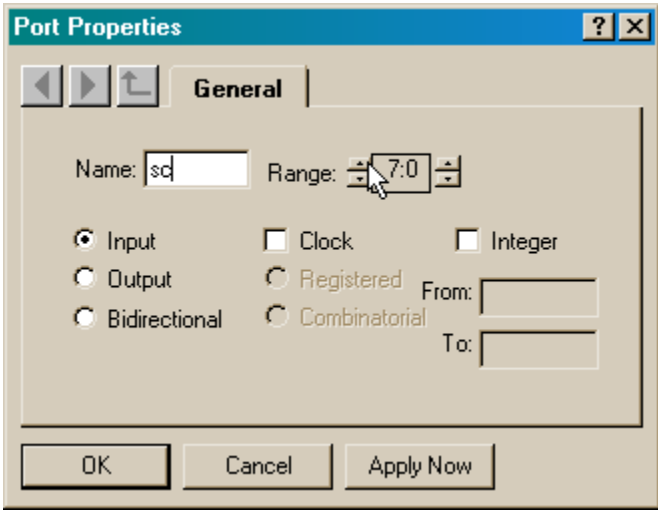 Port Properties
General
Name: sc Range: 7:0
Input Clock Integer
Output Registered From:
Bidirectional Combinatorial To:
OK Cancel Apply Now